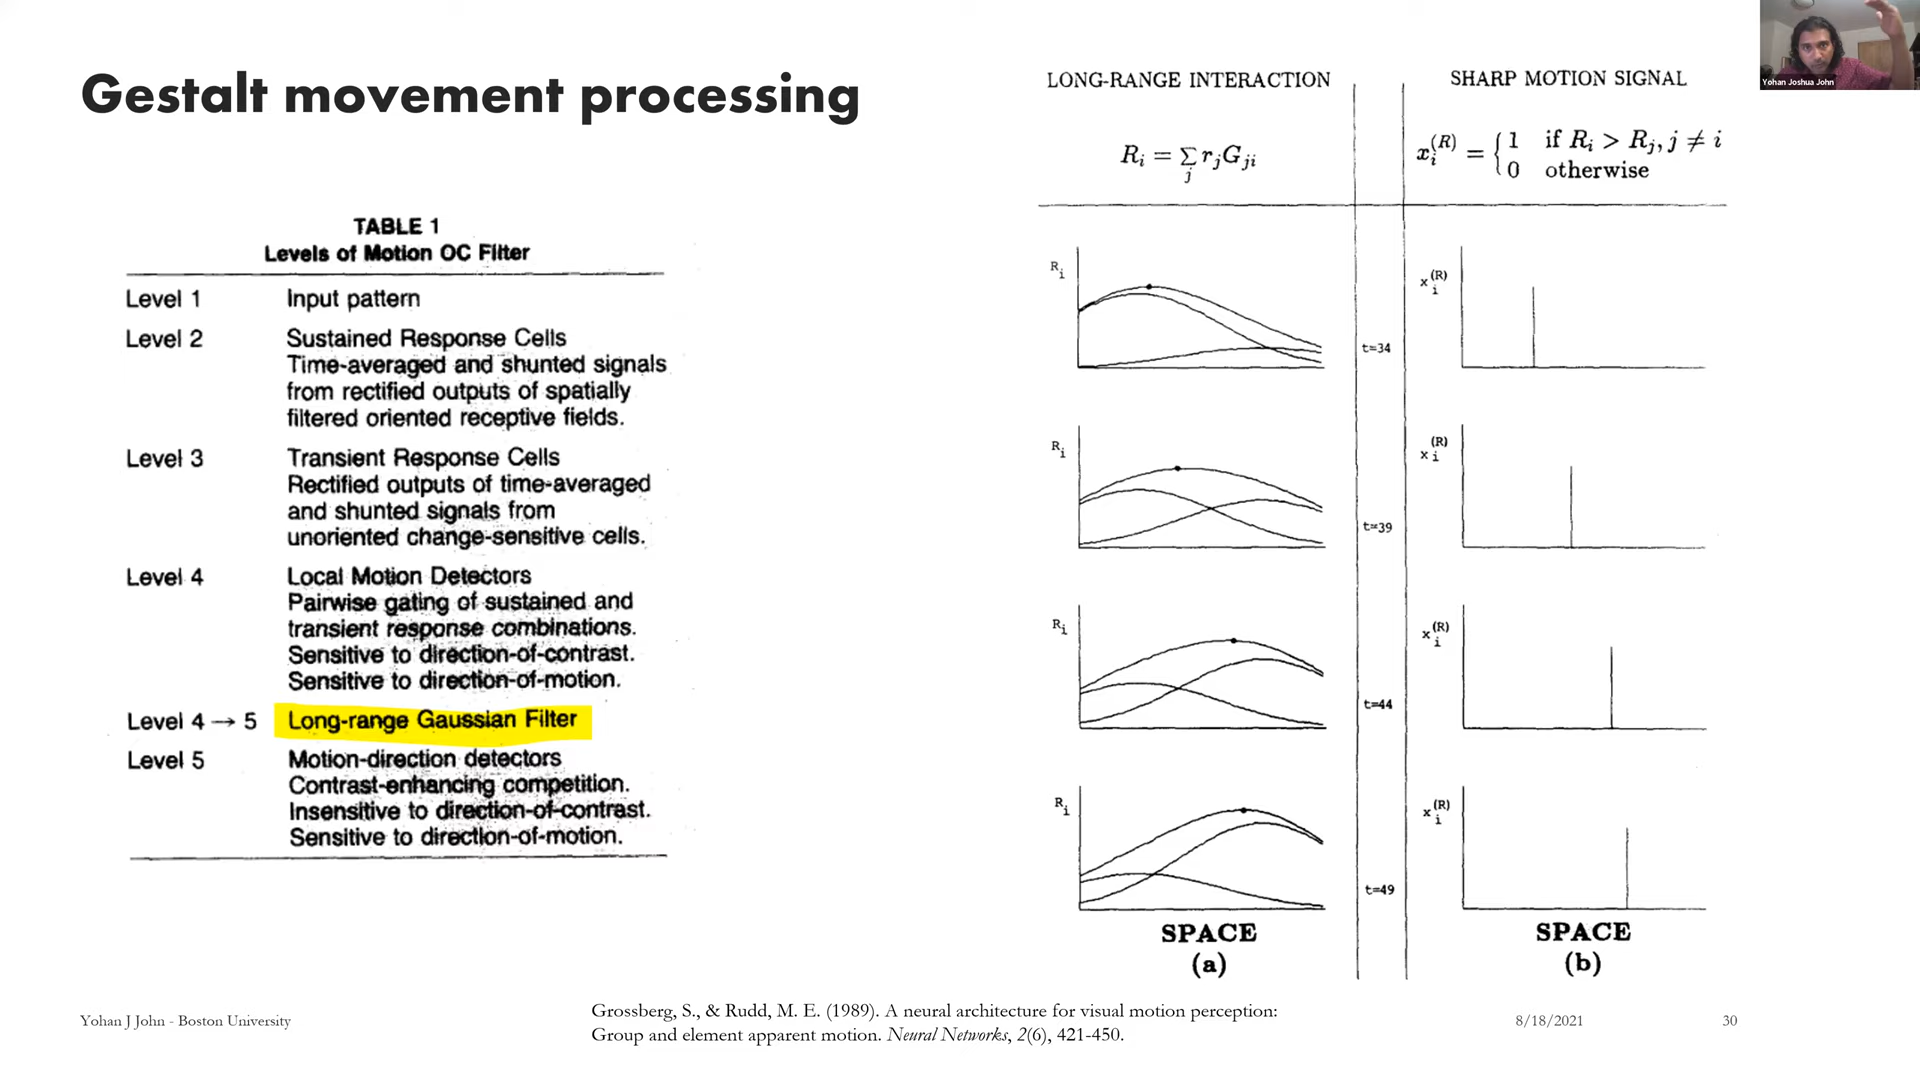 Gestalt movement processing
TABLE 1
Levels of Motion OC Filter
Level 1 Input pattern
Level 2 Sustained Response Cells
Time-averaged and shunted signals
from rectified outputs of spatially
filtered oriented receptive fields.
Level 3 Transient Response Cells
Rectified outputs of time-averaged
and shunted signals from
unoriented change-sensitive cells.
Level 4 Local Motion Detectors
Pairwise gating of sustained and
transient response combinations.
Sensitive to direction-of-contrast.
Sensitive to direction-of-motion.
Level 4 → 5 Long-range Gaussian Filter
Level 5 Motion-direction detectors
Contrast-enhancing competition.
Insensitive to direction-of-contrast.
Sensitive to direction-of-motion.
LONG-RANGE INTERACTION
R_i = ∑_j r_j G_ji
SHARP MOTION SIGNAL
x_i^(R) = { 1 if R_i > R_j, j ≠ i
0 otherwise
R_i
t=34
x_i^(R)
R_i
t=39
x_i^(R)
R_i
t=44
x_i^(R)
R_i
t=49
x_i^(R)
SPACE
(a)
SPACE
(b)
Yohan Joshua John
Yohan J John - Boston University
Grossberg, S., & Rudd, M. E. (1989). A neural architecture for visual motion perception:
Group and element apparent motion. Neural Networks, 2(6), 421-450.
8/18/2021
30